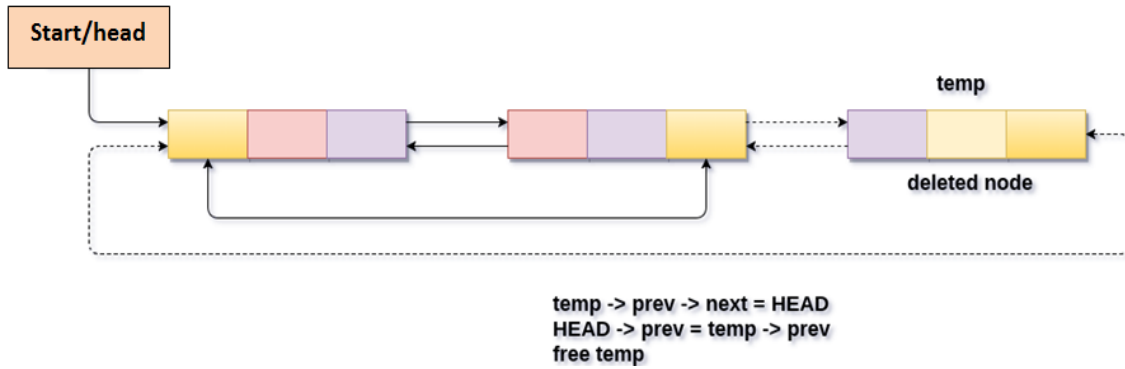 Start/head
temp
deleted node
temp -> prev -> next = HEAD
HEAD -> prev = temp -> prev
free temp